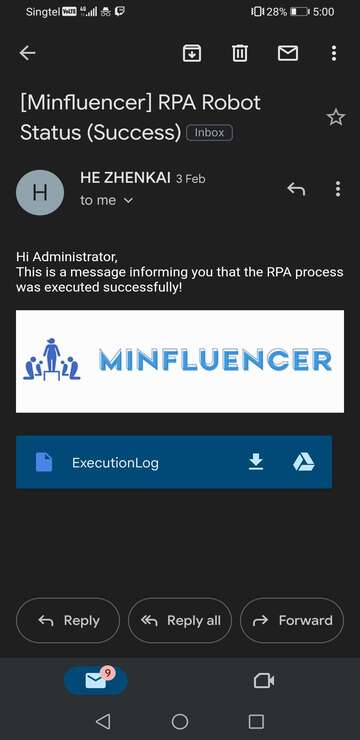 Singtel VoLTE 4G 28% 5:00
[Minfluencer] RPA Robot
Status (Success) Inbox
H
HE ZHENKAI 3 Feb
to me
Hi Administrator,
This is a message informing you that the RPA process
was executed successfully!
MINFLUENCER
ExecutionLog
Reply
Reply all
Forward
9